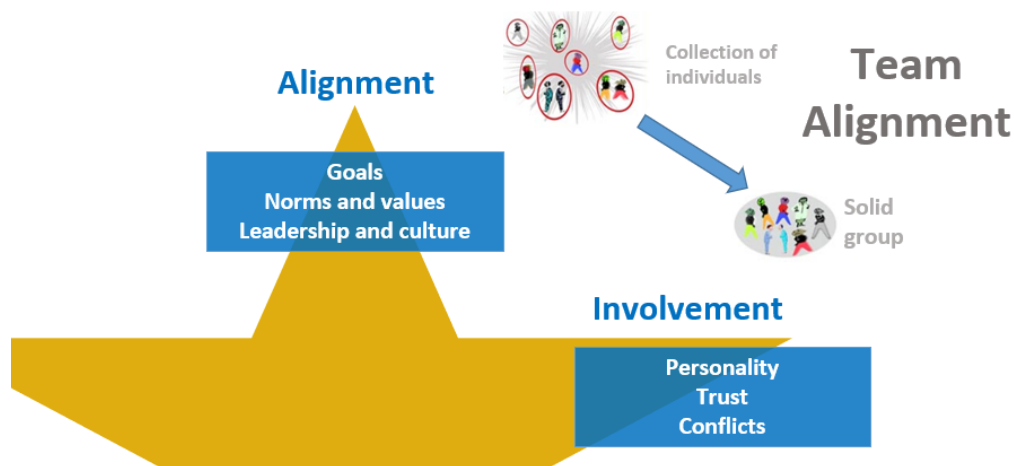 Team
Alignment
Collection of
individuals
Alignment
Goals
Norms and values
Leadership and culture
Solid
group
Involvement
Personality
Trust
Conflicts